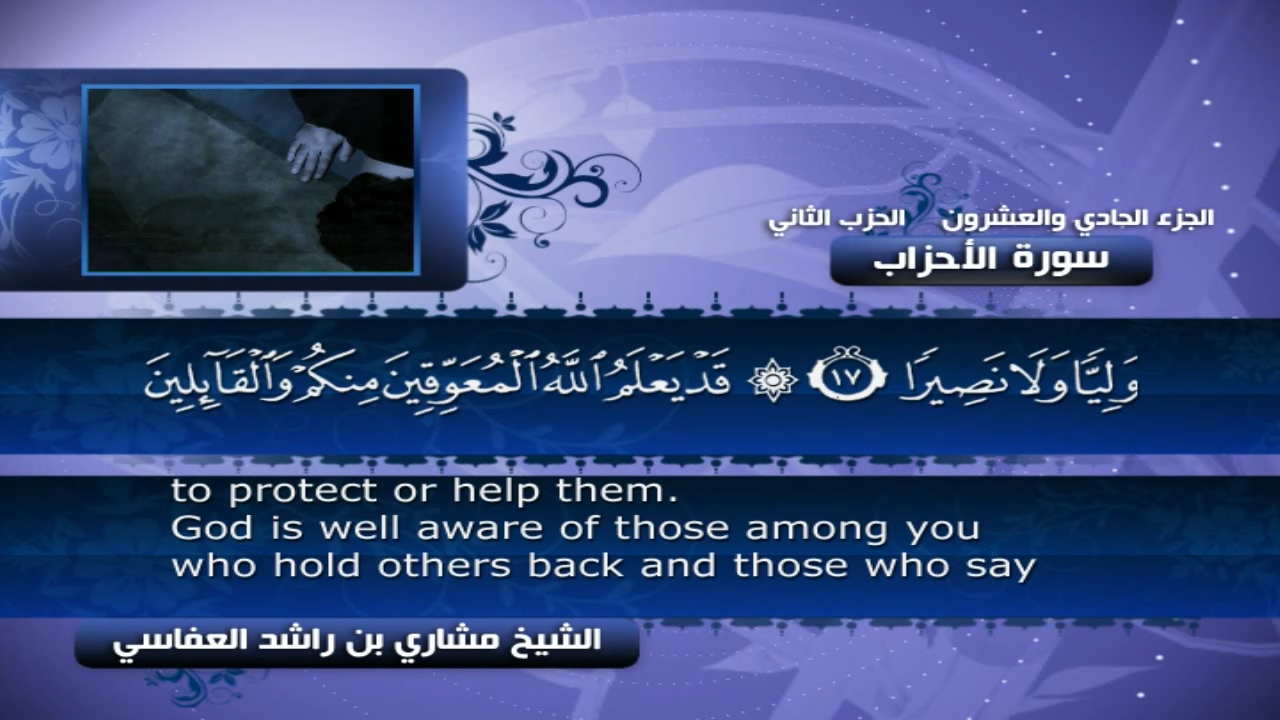 الجزء الحادي والعشرون الحزب الثاني
سورة الأحزاب
وَلِيًّا وَلَا نَصِيرًا ١٧ ۞ قَدْ يَعْلَمُ ٱللَّهُ ٱلْمُعَوِّقِينَ مِنكُمْ وَٱلْقَآئِلِينَ
to protect or help them.
God is well aware of those among you
who hold others back and those who say
الشيخ مشاري بن راشد العفاسي